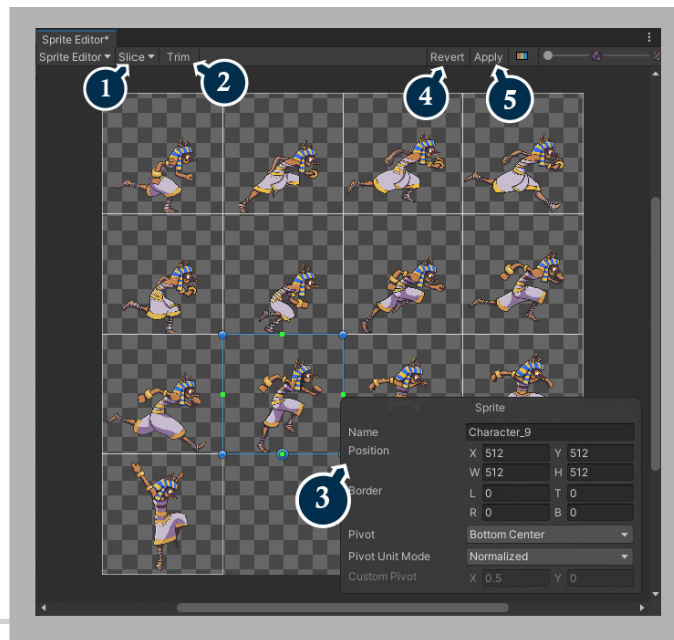 Sprite Editor*
Sprite Editor Slice Trim Revert Apply
1 2 4 5
Sprite
Name Character_9
Position X 512 Y 512
W 512 H 512
3
Border L 0 T 0
R 0 B 0
Pivot Bottom Center
Pivot Unit Mode Normalized
Custom Pivot X 0.5 Y 0